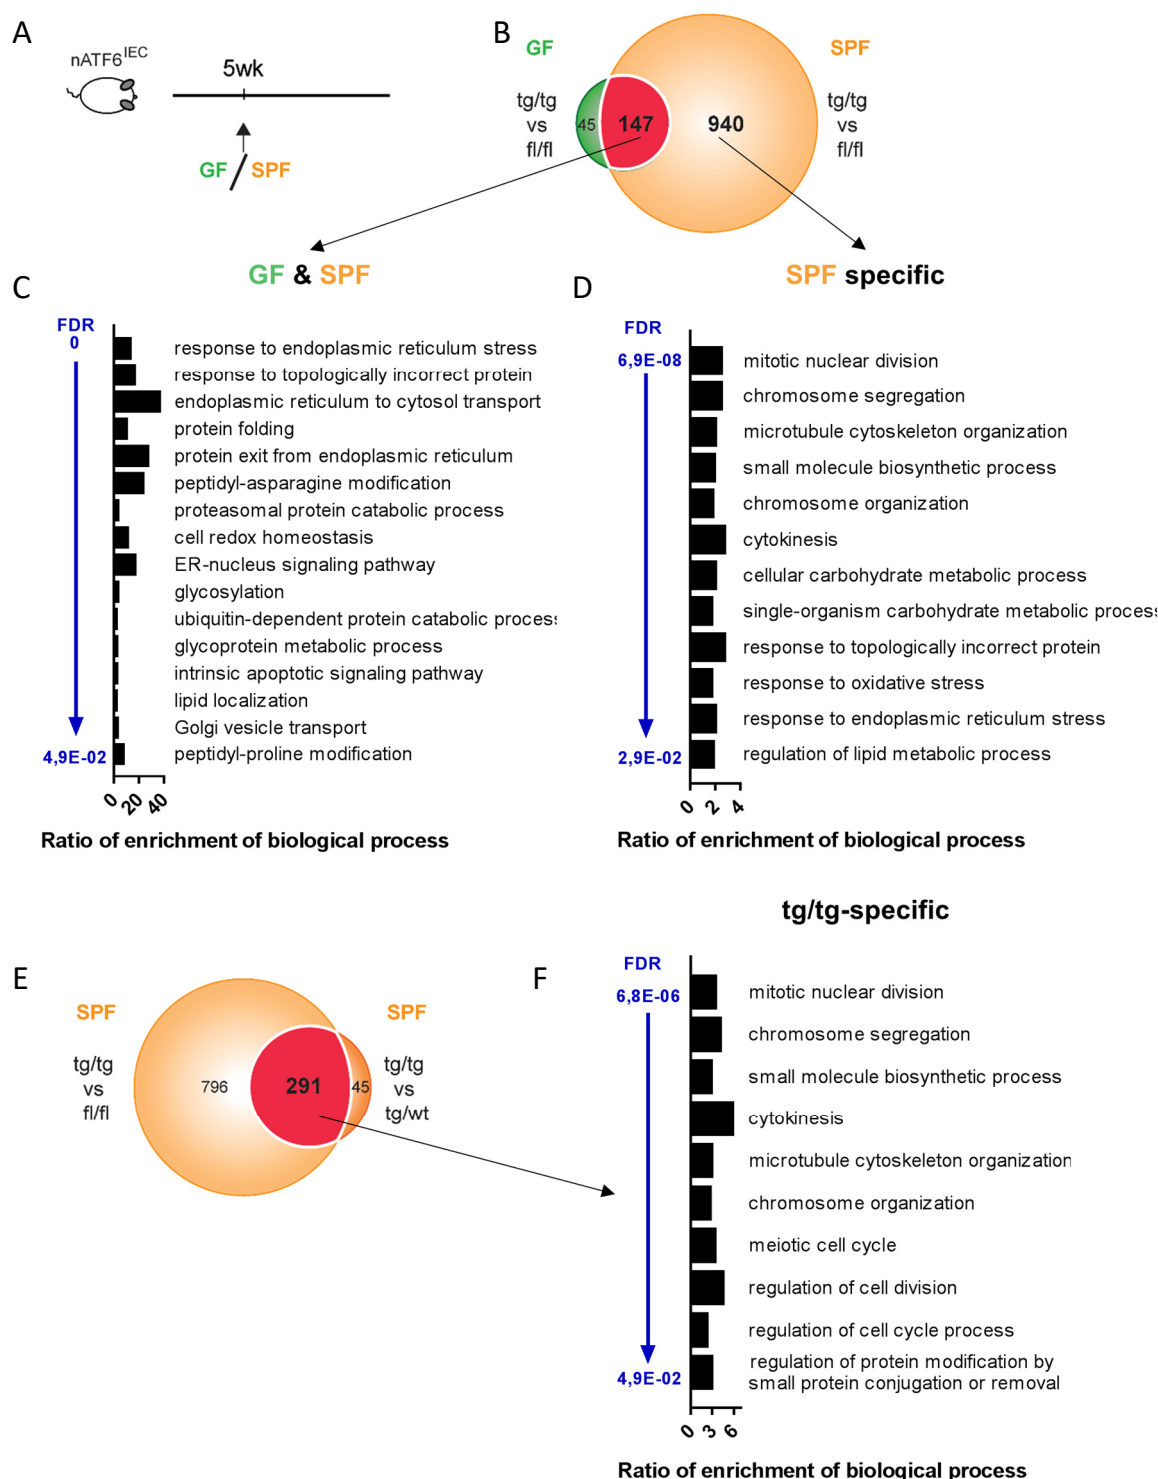 A
nATF6IEC
5wk
GF / SPF
B
GF
SPF
tg/tg
vs
fl/fl
45
147
940
tg/tg
vs
fl/fl
GF & SPF
SPF specific
C
FDR
0
response to endoplasmic reticulum stress
response to topologically incorrect protein
endoplasmic reticulum to cytosol transport
protein folding
protein exit from endoplasmic reticulum
peptidyl-asparagine modification
proteasomal protein catabolic process
cell redox homeostasis
ER-nucleus signaling pathway
glycosylation
ubiquitin-dependent protein catabolic process
glycoprotein metabolic process
intrinsic apoptotic signaling pathway
lipid localization
Golgi vesicle transport
peptidyl-proline modification
4,9E-02
0 20 40
Ratio of enrichment of biological process
D
FDR
6,9E-08
mitotic nuclear division
chromosome segregation
microtubule cytoskeleton organization
small molecule biosynthetic process
chromosome organization
cytokinesis
cellular carbohydrate metabolic process
single-organism carbohydrate metabolic process
response to topologically incorrect protein
response to oxidative stress
response to endoplasmic reticulum stress
regulation of lipid metabolic process
2,9E-02
0 2 4
Ratio of enrichment of biological process
E
SPF
SPF
tg/tg
vs
fl/fl
796
291
45
tg/tg
vs
tg/wt
tg/tg-specific
F
FDR
6,8E-06
mitotic nuclear division
chromosome segregation
small molecule biosynthetic process
cytokinesis
microtubule cytoskeleton organization
chromosome organization
meiotic cell cycle
regulation of cell division
regulation of cell cycle process
regulation of protein modification by
small protein conjugation or removal
4,9E-02
0 3 6
Ratio of enrichment of biological process